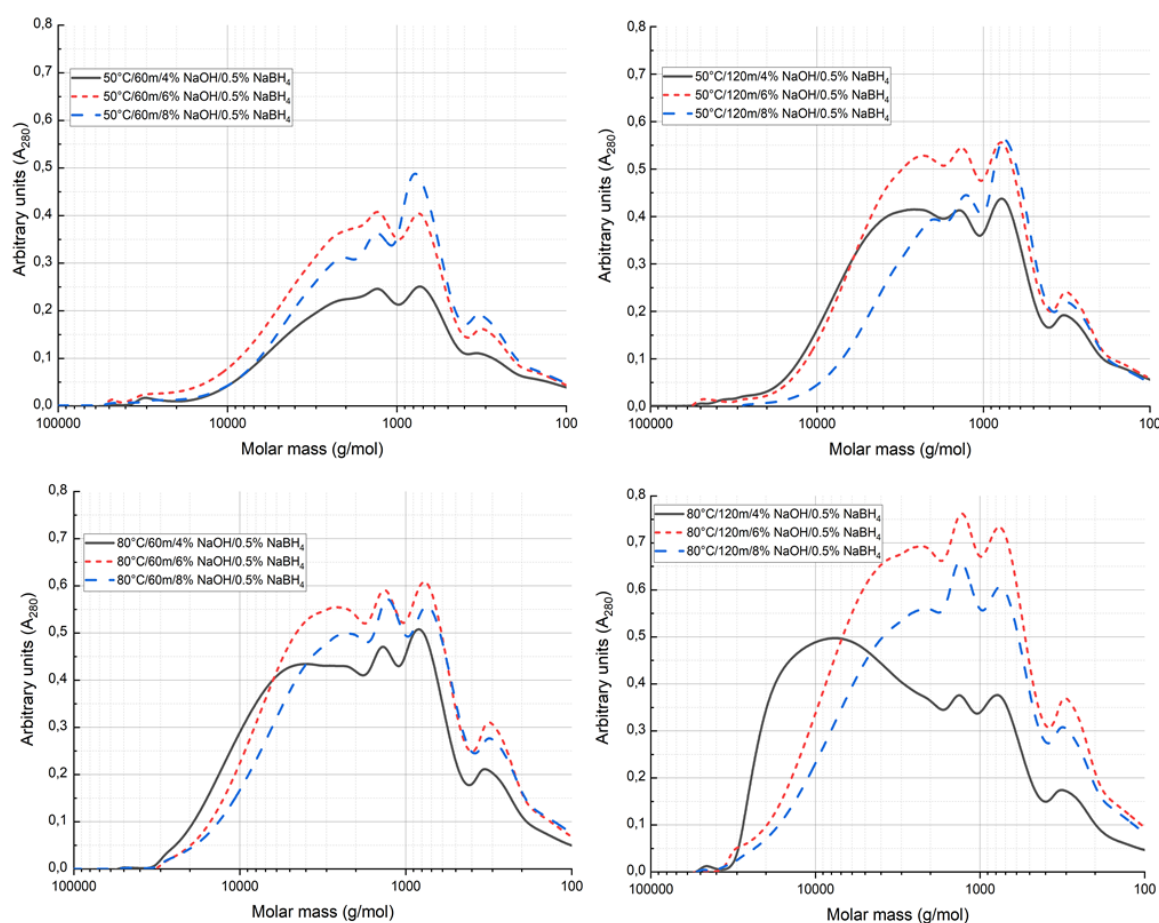 0,8
0,7
0,6
0,5
0,4
0,3
0,2
0,1
0,0
Arbitrary units (A₂₈₀)
50°C/60m/4% NaOH/0.5% NaBH₄
50°C/60m/6% NaOH/0.5% NaBH₄
50°C/60m/8% NaOH/0.5% NaBH₄
100000
10000
1000
100
Molar mass (g/mol)
0,8
0,7
0,6
0,5
0,4
0,3
0,2
0,1
0,0
Arbitrary units (A₂₈₀)
50°C/120m/4% NaOH/0.5% NaBH₄
50°C/120m/6% NaOH/0.5% NaBH₄
50°C/120m/8% NaOH/0.5% NaBH₄
100000
10000
1000
100
Molar mass (g/mol)
0,8
0,7
0,6
0,5
0,4
0,3
0,2
0,1
0,0
Arbitrary units (A₂₈₀)
80°C/60m/4% NaOH/0.5% NaBH₄
80°C/60m/6% NaOH/0.5% NaBH₄
80°C/60m/8% NaOH/0.5% NaBH₄
100000
10000
1000
100
Molar mass (g/mol)
0,8
0,7
0,6
0,5
0,4
0,3
0,2
0,1
0,0
Arbitrary units (A₂₈₀)
80°C/120m/4% NaOH/0.5% NaBH₄
80°C/120m/6% NaOH/0.5% NaBH₄
80°C/120m/8% NaOH/0.5% NaBH₄
100000
10000
1000
100
Molar mass (g/mol)